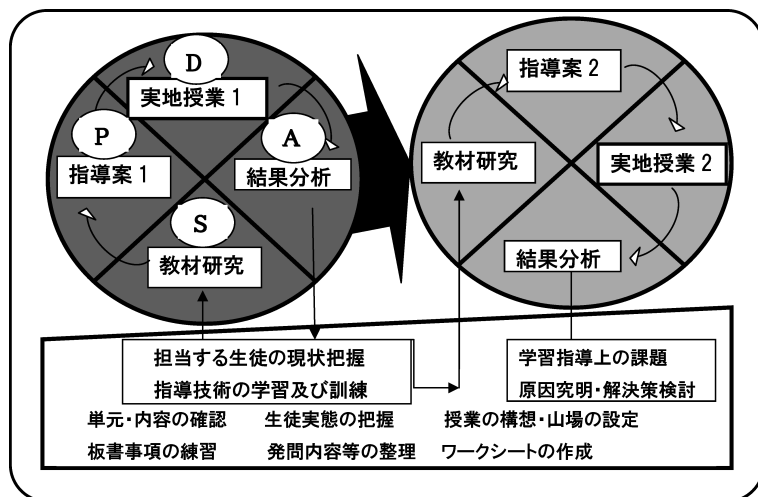 D
実地授業1
P
指導案1
A
結果分析
S
教材研究
指導案2
教材研究
実地授業2
結果分析
担当する生徒の現状把握
指導技術の学習及び訓練
学習指導上の課題
原因究明・解決策検討
単元・内容の確認 生徒実態の把握 授業の構想・山場の設定
板書事項の練習 発問内容等の整理 ワークシートの作成